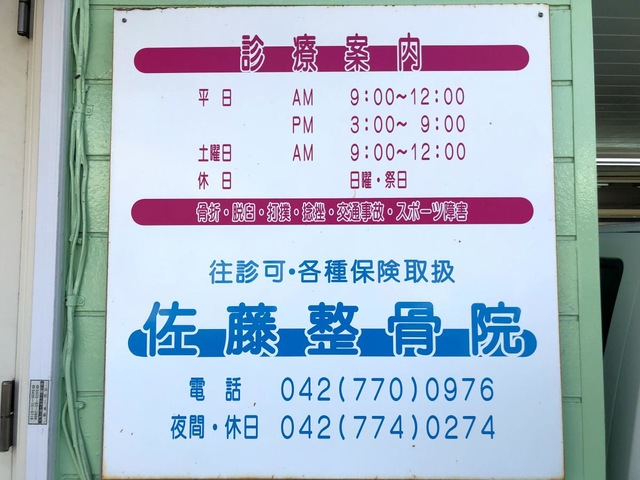 診療案内
平日 AM 9:00〜12:00
PM 3:00〜 9:00
土曜日 AM 9:00〜12:00
休日 日曜・祭日
骨折・脱臼・打撲・捻挫・交通事故・スポーツ障害
往診可・各種保険取扱
佐藤整骨院
電話 042(770)0976
夜間・休日 042(774)0274